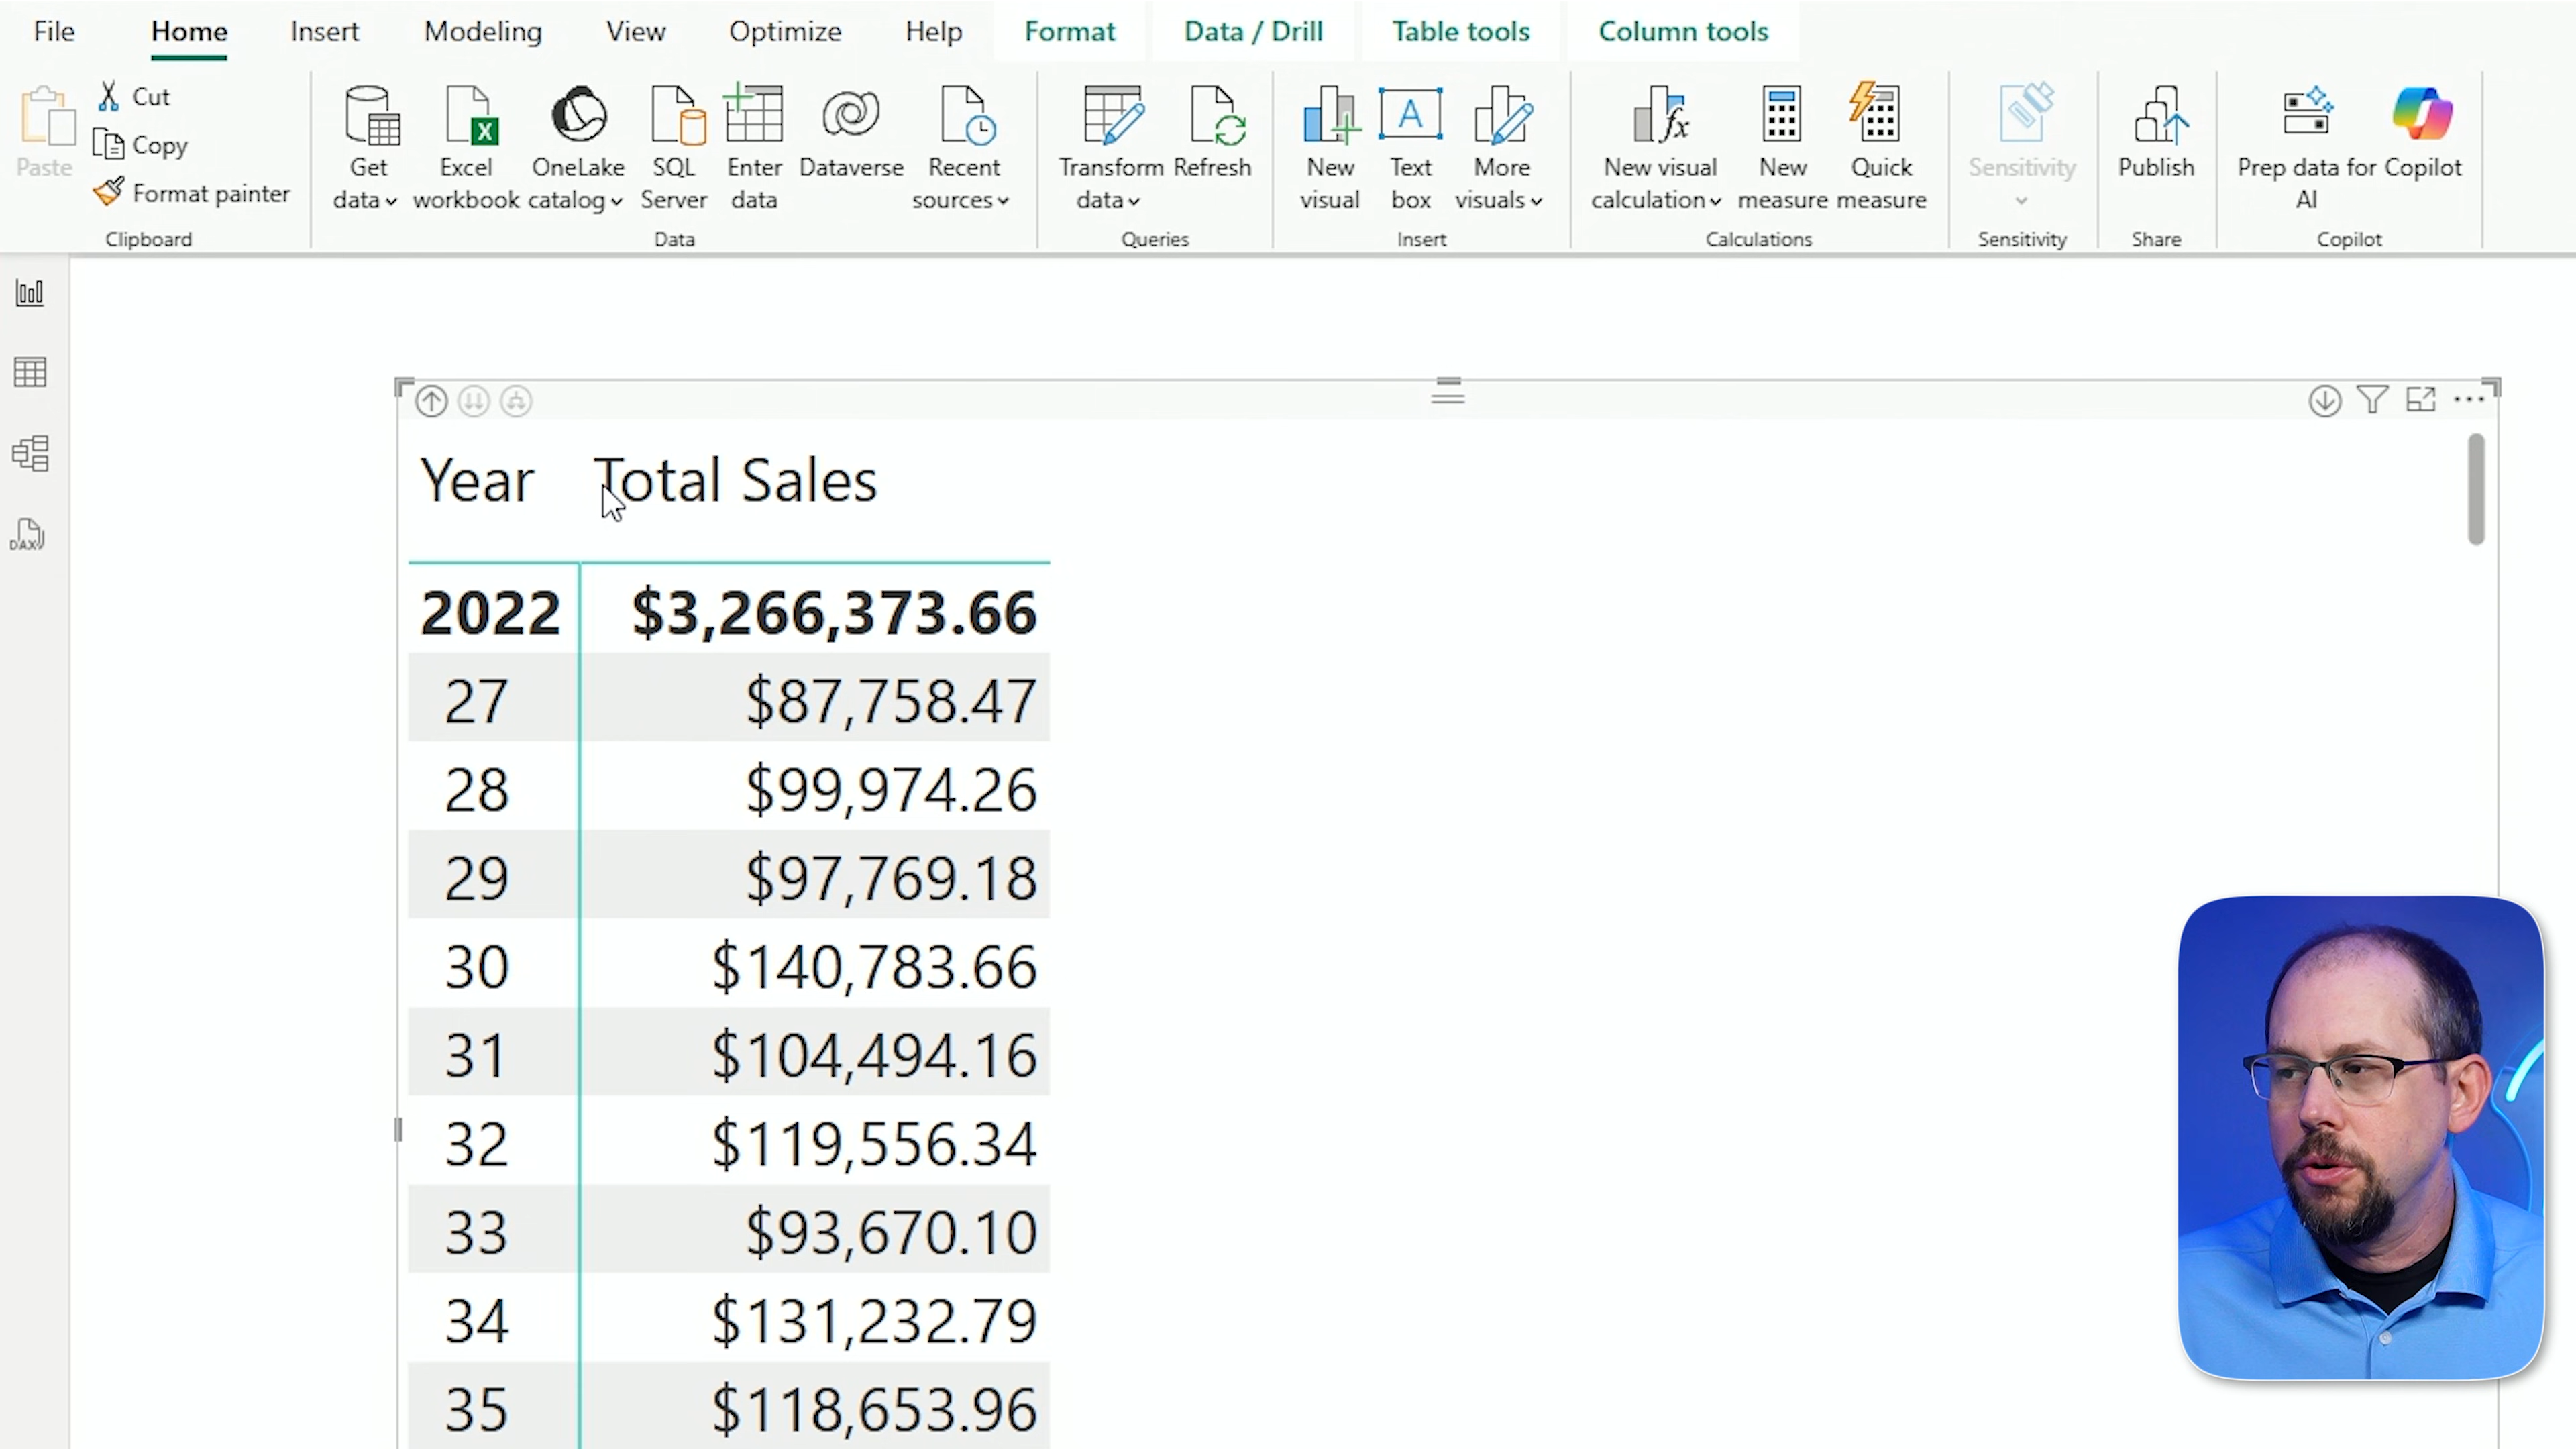 File Home Insert Modeling View Optimize Help Format Data / Drill Table tools Column tools
Paste
Cut
Copy
Format painter
Clipboard
Get data
Excel workbook
OneLake catalog
SQL Server
Enter data
Dataverse
Recent sources
Data
Transform data
Refresh
Queries
New visual
Text box
More visuals
Insert
New visual calculation
New measure
Quick measure
Calculations
Sensitivity
Sensitivity
Publish
Share
Prep data for AI
Copilot
Copilot
DAX
Year Total Sales
2022 $3,266,373.66
27 $87,758.47
28 $99,974.26
29 $97,769.18
30 $140,783.66
31 $104,494.16
32 $119,556.34
33 $93,670.10
34 $131,232.79
35 $118,653.96